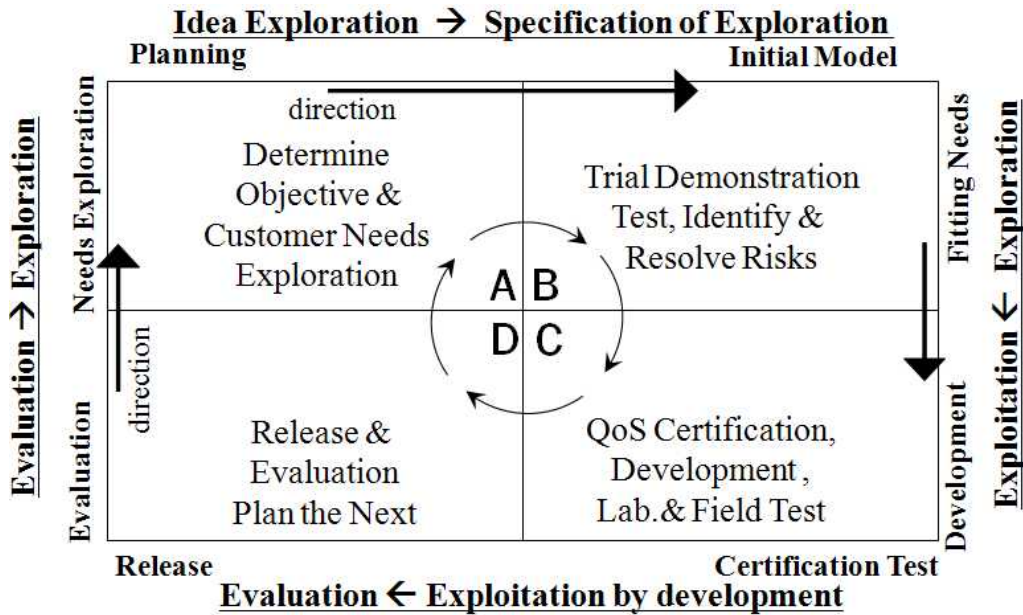 Idea Exploration → Specification of Exploration
Planning
Initial Model
direction
Determine
Objective &
Customer Needs
Exploration
Trial Demonstration
Test, Identify &
Resolve Risks
A B
D C
Release &
Evaluation
Plan the Next
QoS Certification,
Development ,
Lab.& Field Test
Evaluation → Exploration
Needs Exploration
Evaluation
direction
Fitting Needs
Development
Exploitation ← Exploration
Release
Certification Test
Evaluation ← Exploitation by development